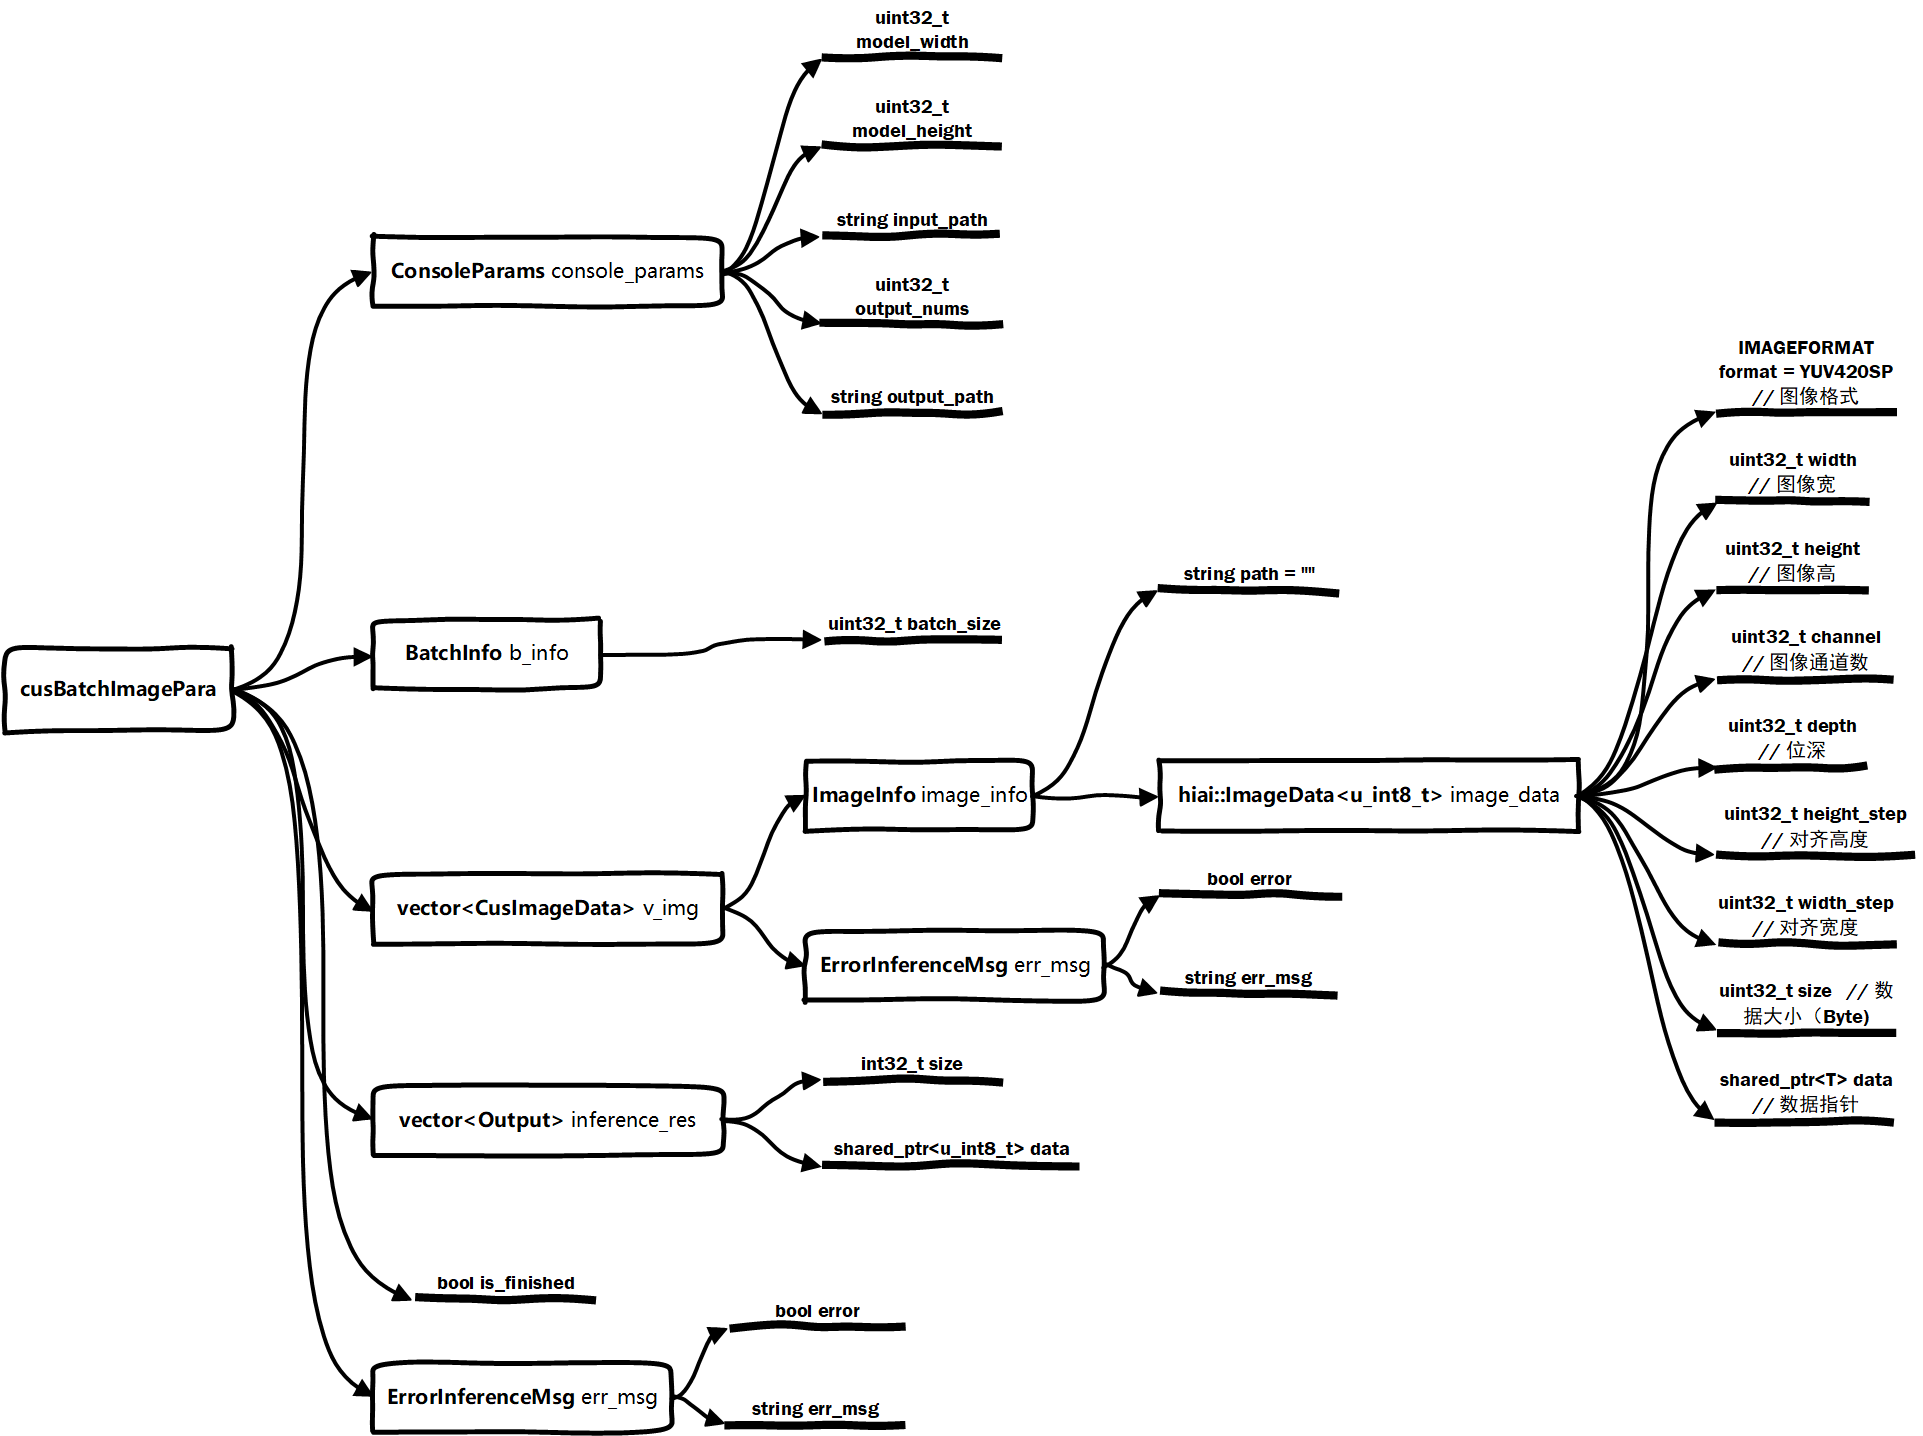 cusBatchImagePara
ConsoleParams console_params
uint32_t
model_width
uint32_t
model_height
string input_path
uint32_t
output_nums
string output_path
BatchInfo b_info
uint32_t batch_size
vector<CusImageData> v_img
ImageInfo image_info
string path = ""
hiai::ImageData<u_int8_t> image_data
IMAGEFORMAT
format = YUV420SP
// 图像格式
uint32_t width
// 图像宽
uint32_t height
// 图像高
uint32_t channel
// 图像通道数
uint32_t depth
// 位深
uint32_t height_step
// 对齐高度
uint32_t width_step
// 对齐宽度
uint32_t size // 数
据大小（Byte)
shared_ptr<T> data
// 数据指针
ErrorInferenceMsg err_msg
bool error
string err_msg
vector<Output> inference_res
int32_t size
shared_ptr<u_int8_t> data
bool is_finished
ErrorInferenceMsg err_msg
bool error
string err_msg